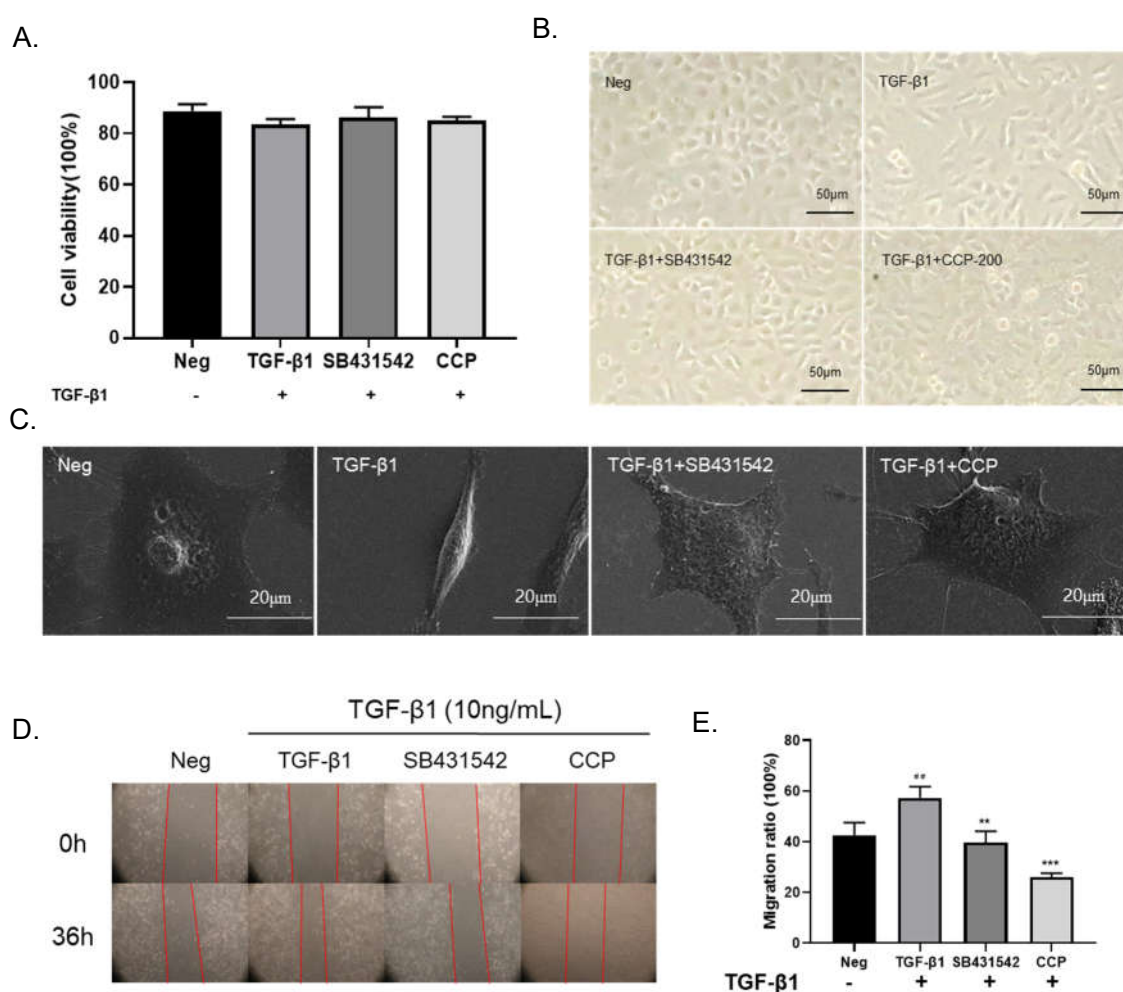 A.
Cell viability(100%)
100
80
60
40
20
0
Neg TGF-β1 SB431542 CCP
TGF-β1 - + + +
B.
Neg
50μm
TGF-β1
50μm
TGF-β1+SB431542
50μm
TGF-β1+CCP-200
50μm
C.
Neg
20μm
TGF-β1
20μm
TGF-β1+SB431542
20μm
TGF-β1+CCP
20μm
D.
TGF-β1 (10ng/mL)
Neg TGF-β1 SB431542 CCP
0h
36h
E.
Migration ratio (100%)
80
60
40
20
0
##
**
***
Neg TGF-β1 SB431542 CCP
TGF-β1 - + + +